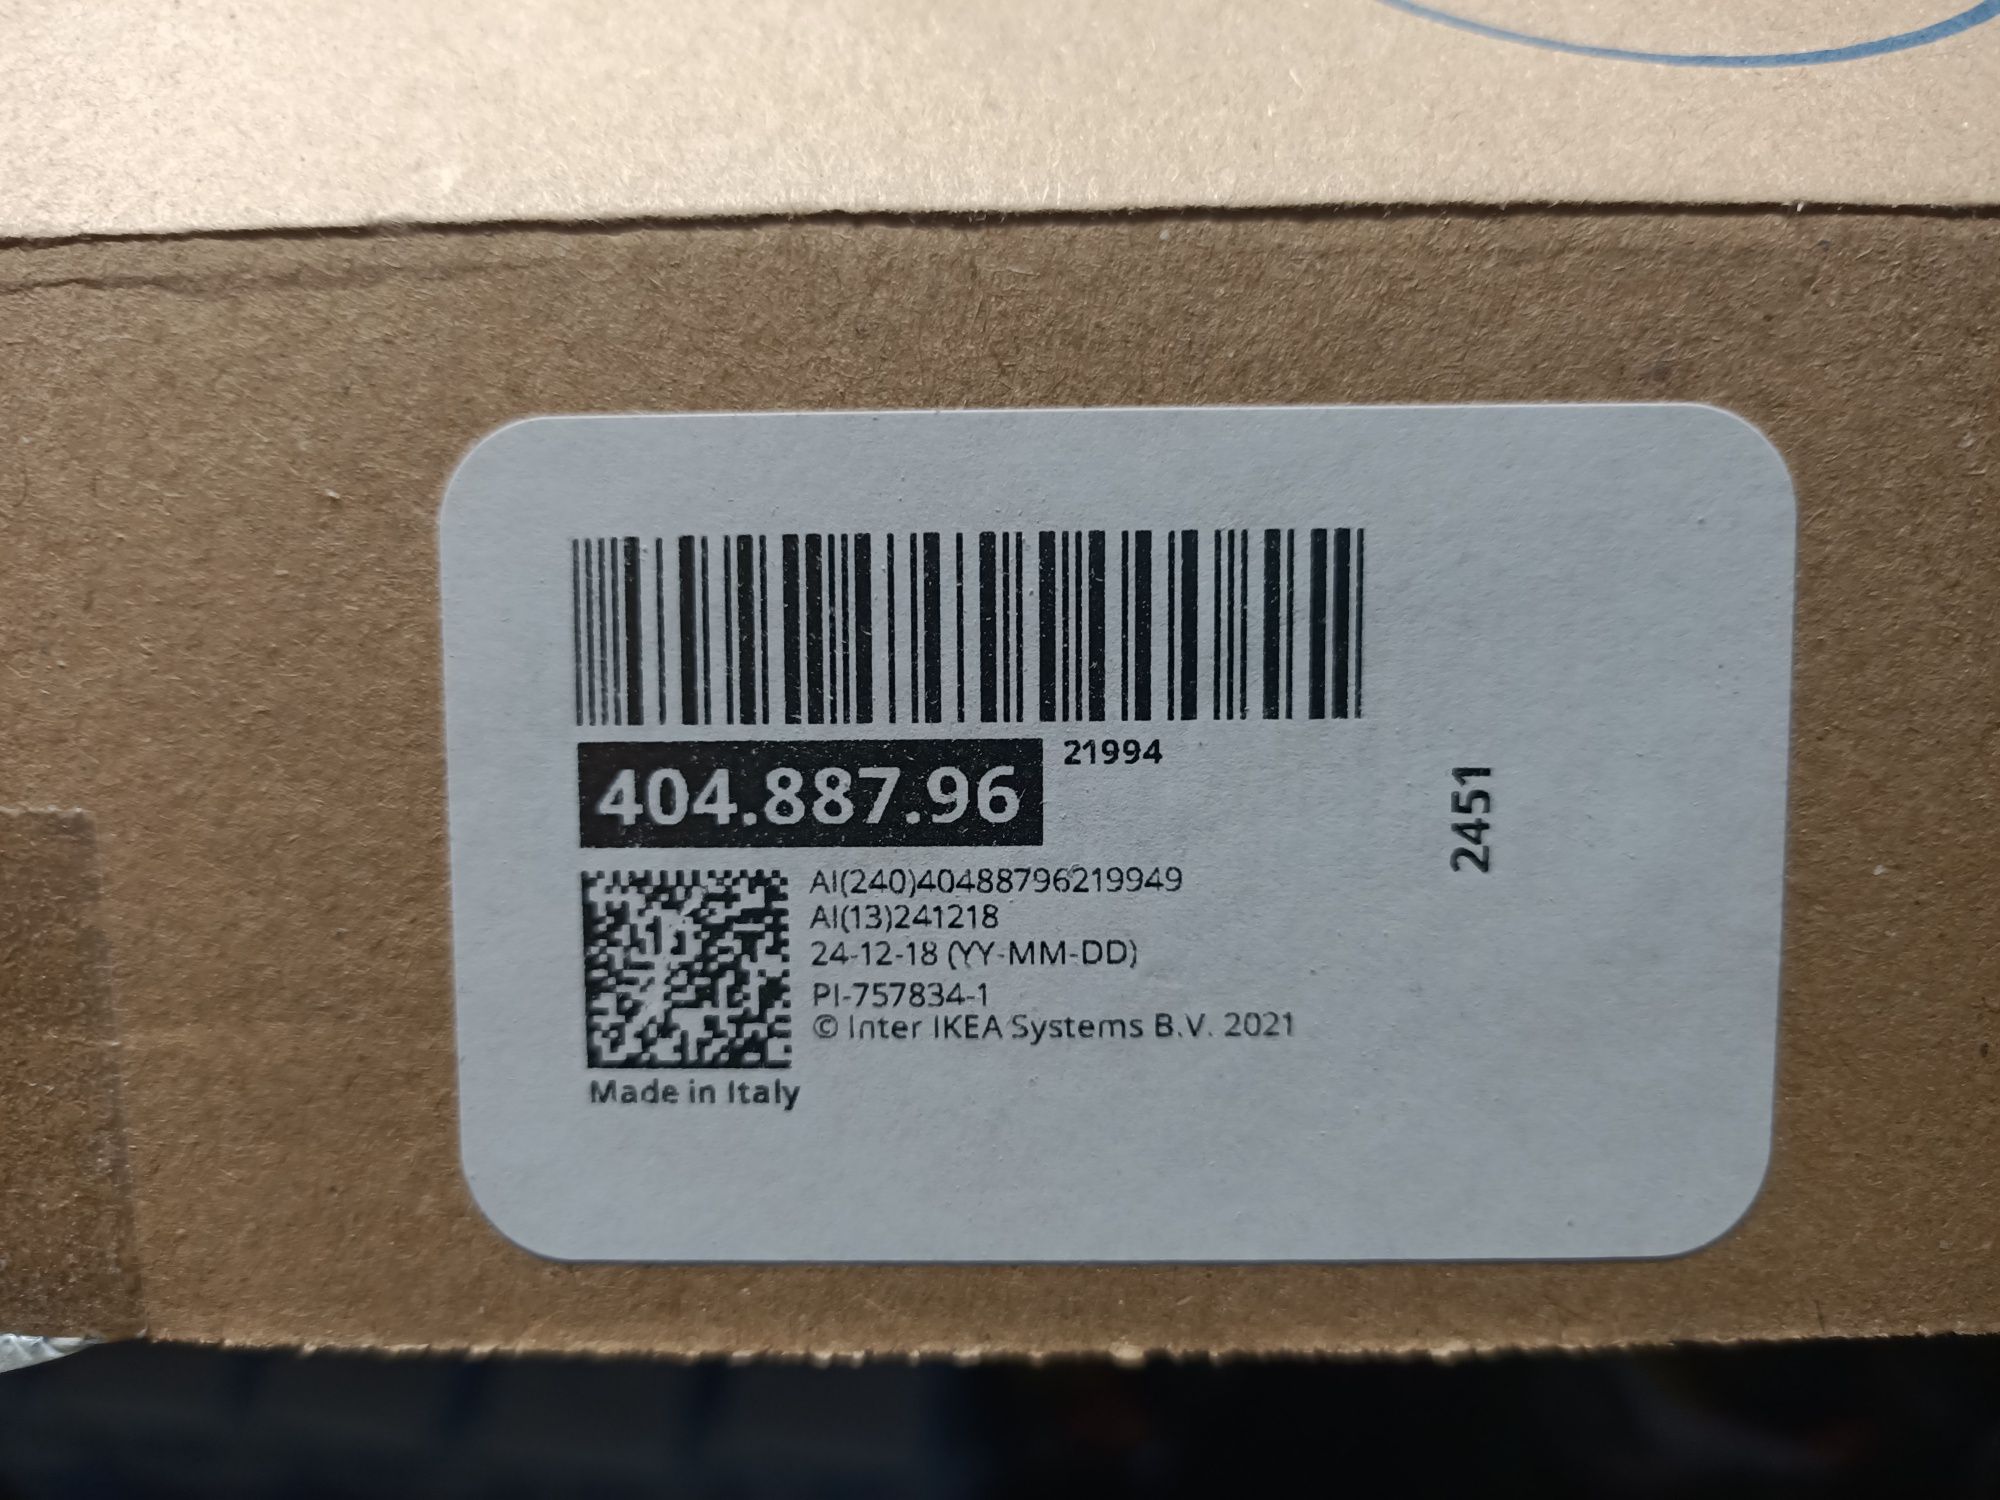 21994
404.887.96
2451
AI(240)40488796219949
AI(13)241218
24-12-18 (YY-MM-DD)
PI-757834-1
© Inter IKEA Systems B.V. 2021
Made in Italy